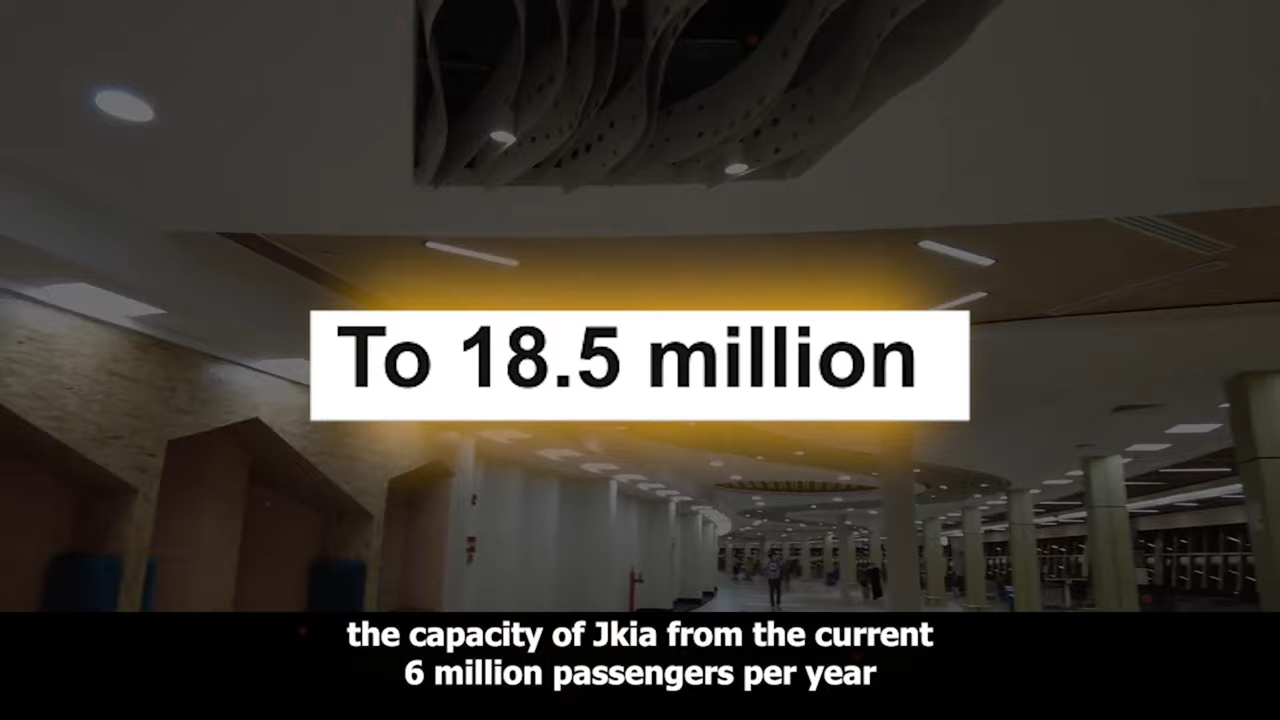 To 18.5 million
the capacity of Jkia from the current
6 million passengers per year